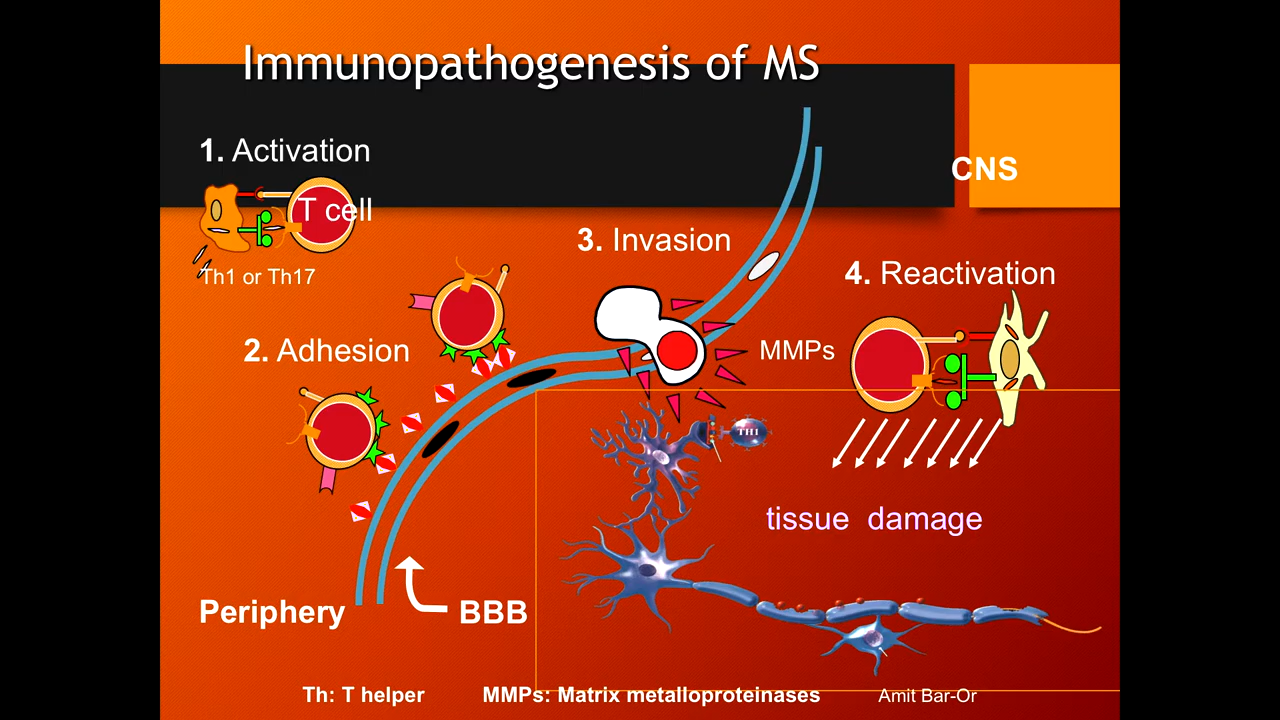 Immunopathogenesis of MS
1. Activation
CNS
T cell
3. Invasion
4. Reactivation
Th1 or Th17
2. Adhesion
MMPs
TH1
tissue damage
Periphery
BBB
Th: T helper
MMPs: Matrix metalloproteinases
Amit Bar-Or